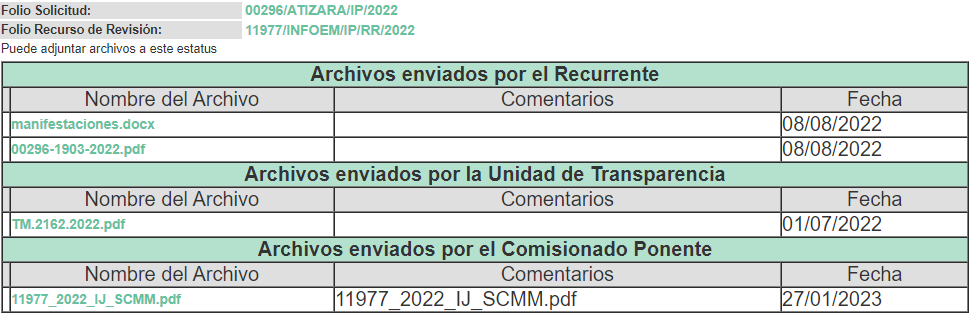 Folio Solicitud: 00296/ATIZARA/IP/2022
Folio Recurso de Revisión: 11977/INFOEM/IP/RR/2022
Puede adjuntar archivos a este estatus
Archivos enviados por el Recurrente
Nombre del Archivo Comentarios Fecha
manifestaciones.docx 08/08/2022
00296-1903-2022.pdf 08/08/2022
Archivos enviados por la Unidad de Transparencia
Nombre del Archivo Comentarios Fecha
TM.2162.2022.pdf 01/07/2022
Archivos enviados por el Comisionado Ponente
Nombre del Archivo Comentarios Fecha
11977_2022_IJ_SCMM.pdf 11977_2022_IJ_SCMM.pdf 27/01/2023